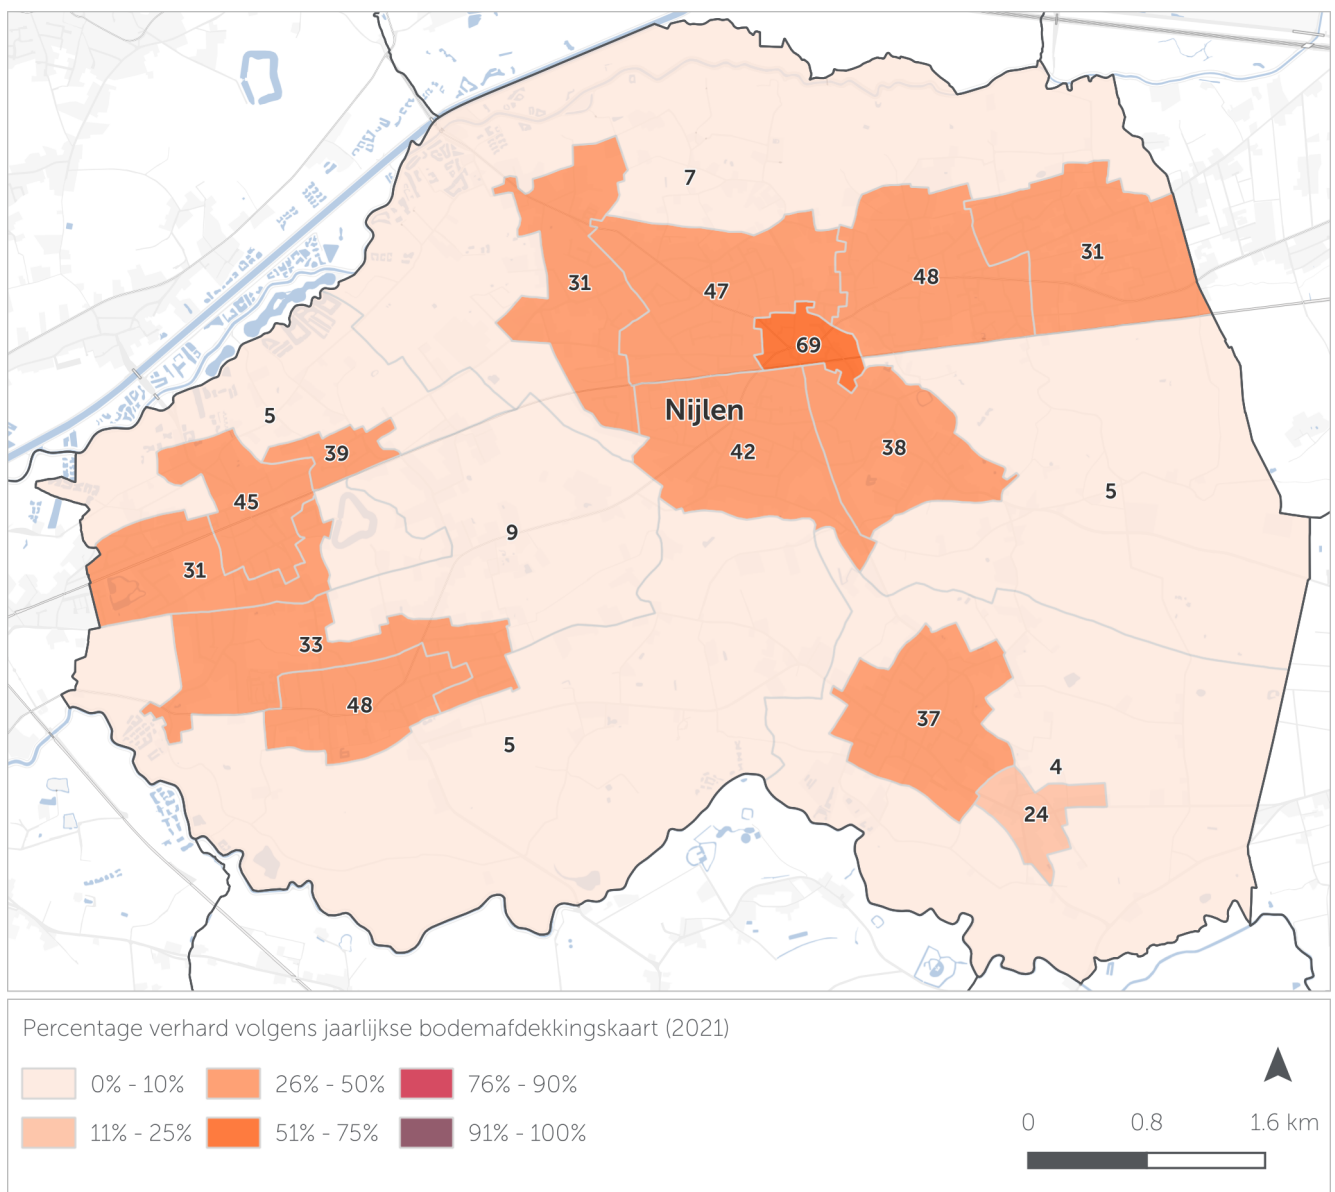 7
31
48
31
47
69
Nijlen
5
39
42
38
45
5
9
31
33
48
37
5
4
24
Percentage verhard volgens jaarlijkse bodemafdekkingskaart (2021)
0% - 10%
26% - 50%
76% - 90%
11% - 25%
51% - 75%
91% - 100%
0
0.8
1.6 km